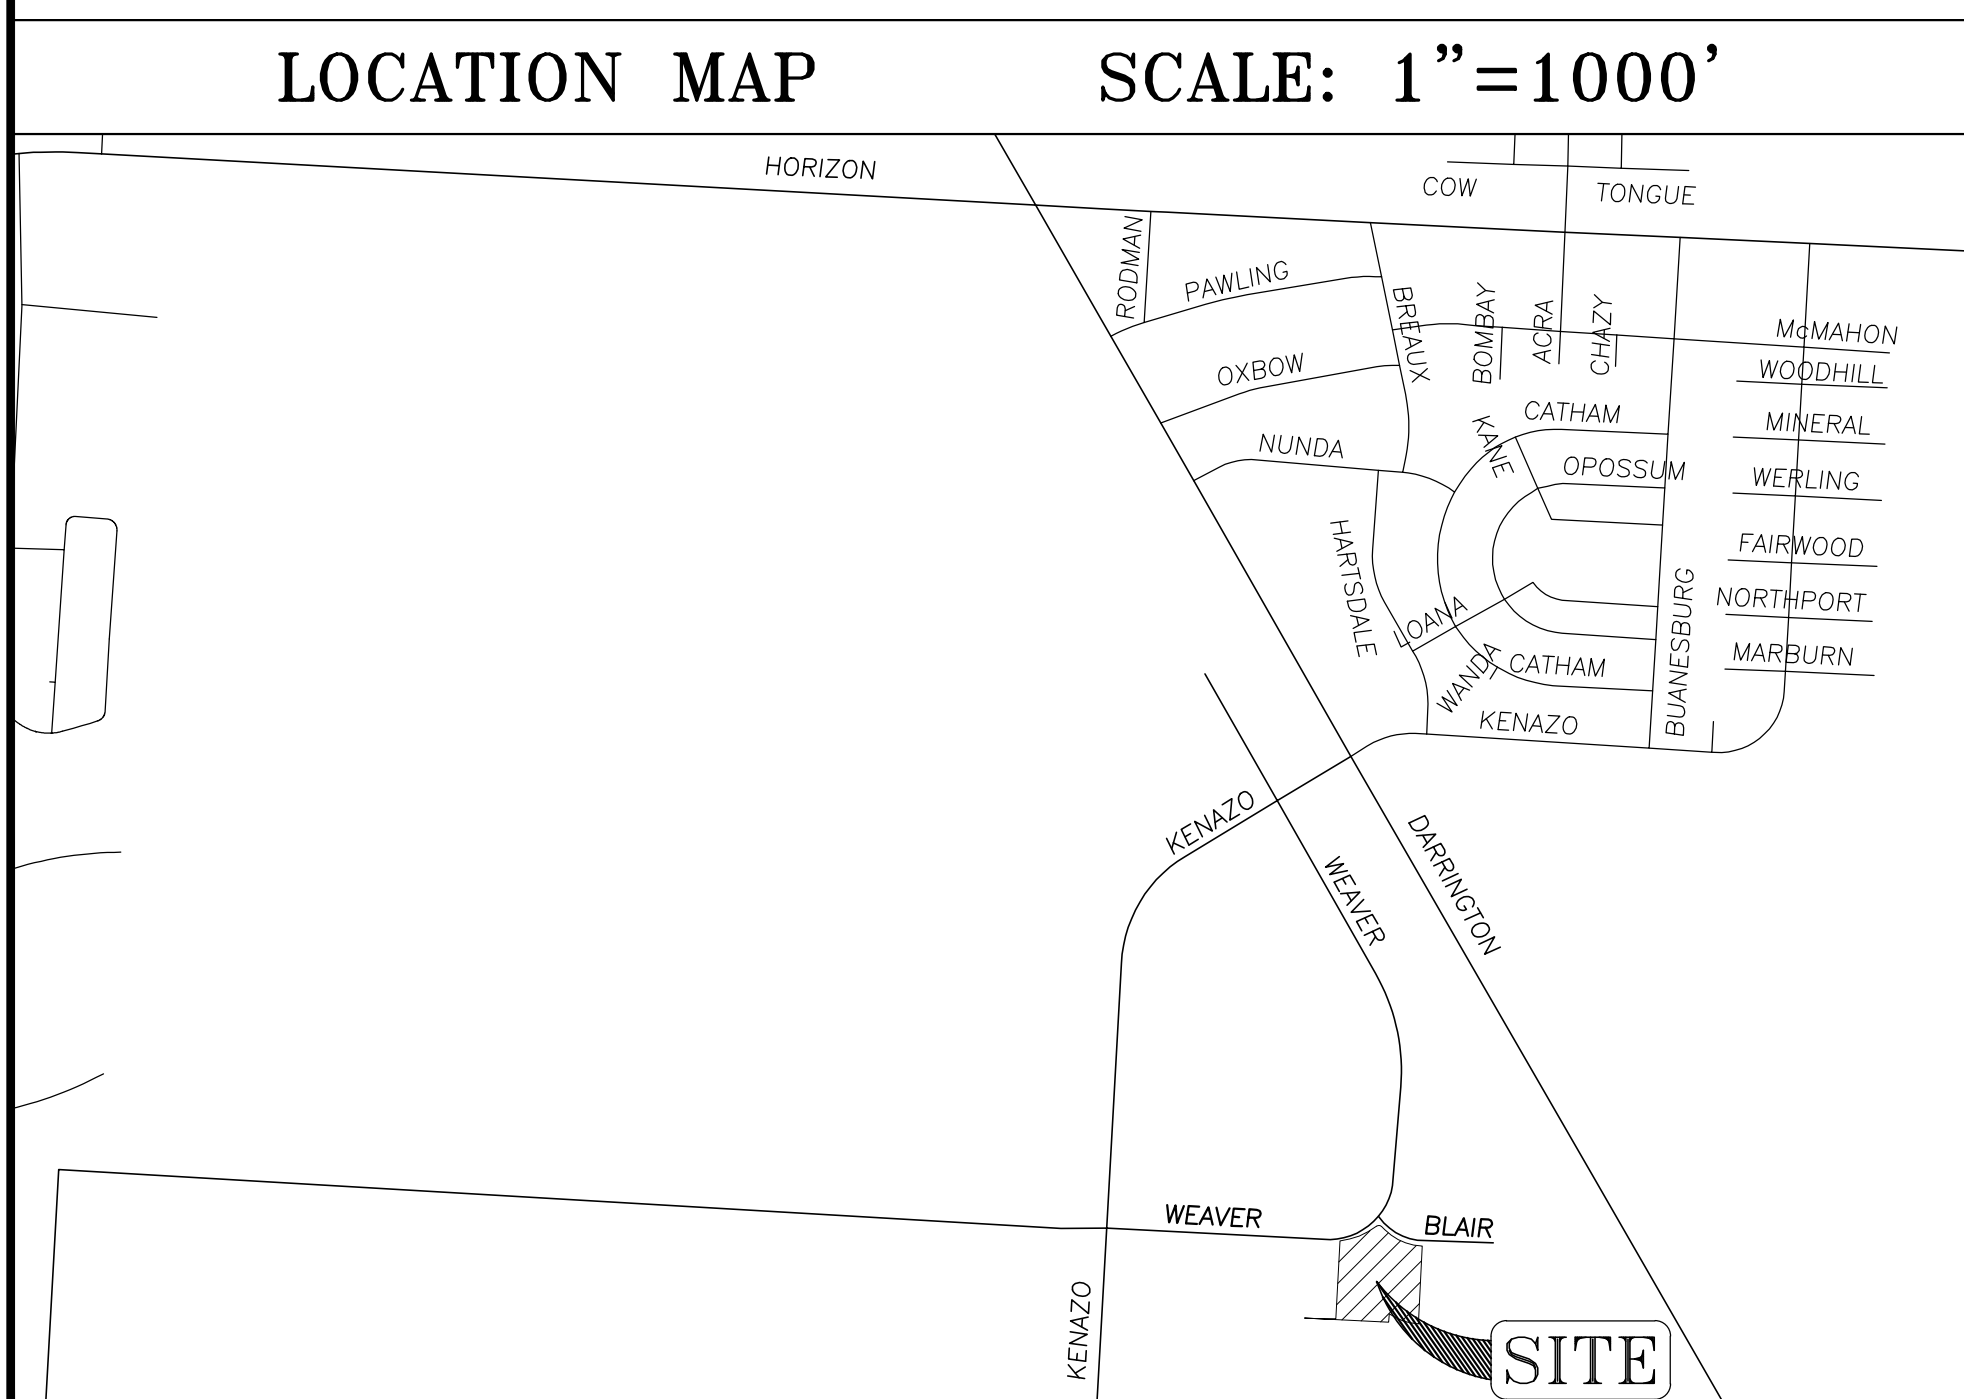 LOCATION MAP SCALE: 1”=1000’
HORIZON
COW
TONGUE
RODMAN
PAWLING
BREAUX
BOMBAY
ACRA
CHAZY
McMAHON
OXBOW
WOODHILL
CATHAM
MINERAL
KANE
NUNDA
OPOSSUM
WERLING
HARTSDALE
FAIRWOOD
NORTHPORT
LOANA
BUANESBURG
MARBURN
WANDA
CATHAM
KENAZO
KENAZO
DARRINGTON
WEAVER
WEAVER
BLAIR
KENAZO
SITE